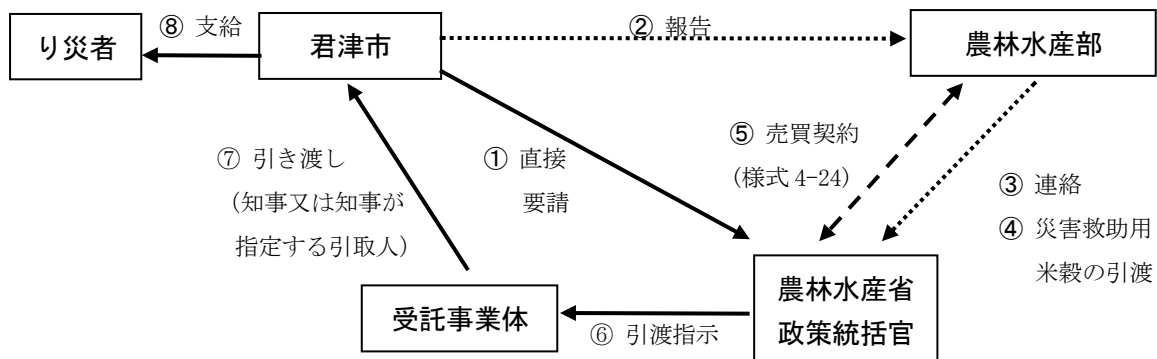 ⑧ 支給
② 報告
り災者
君津市
農林水産部
⑦ 引き渡し
(知事又は知事が
指定する引取人)
① 直接
要請
⑤ 売買契約
(様式 4-24)
③ 連絡
④ 災害救助用
米穀の引渡
受託事業体
⑥ 引渡指示
農林水産省
政策統括官